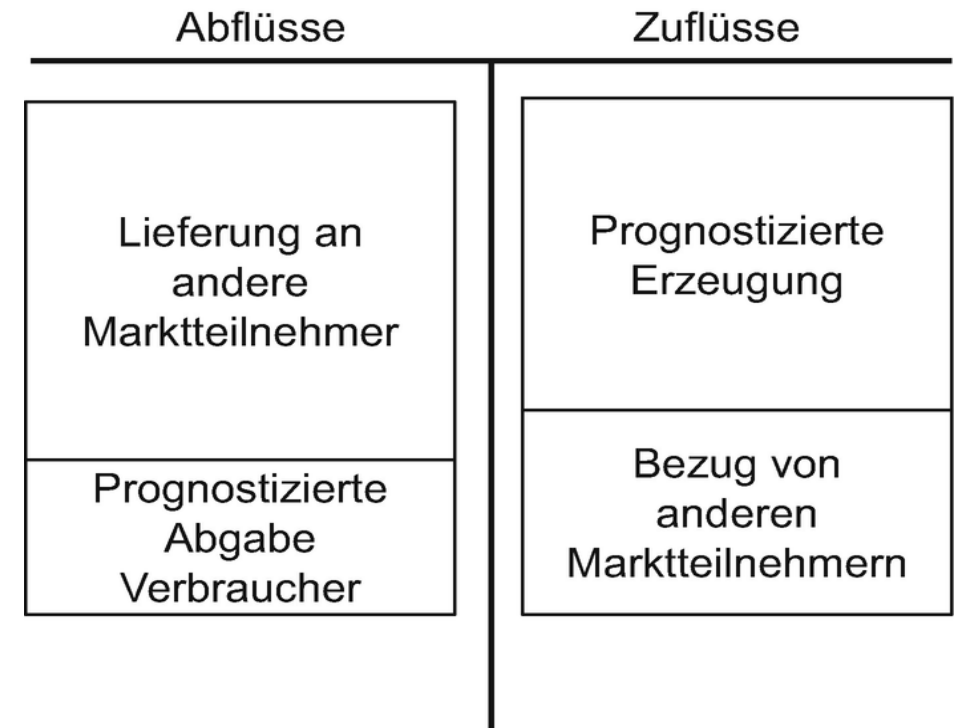 Abflüsse
Lieferung an
andere
Marktteilnehmer
Prognostizierte
Abgabe
Verbraucher
Zuflüsse
Prognostizierte
Erzeugung
Bezug von
anderen
Marktteilnehmern